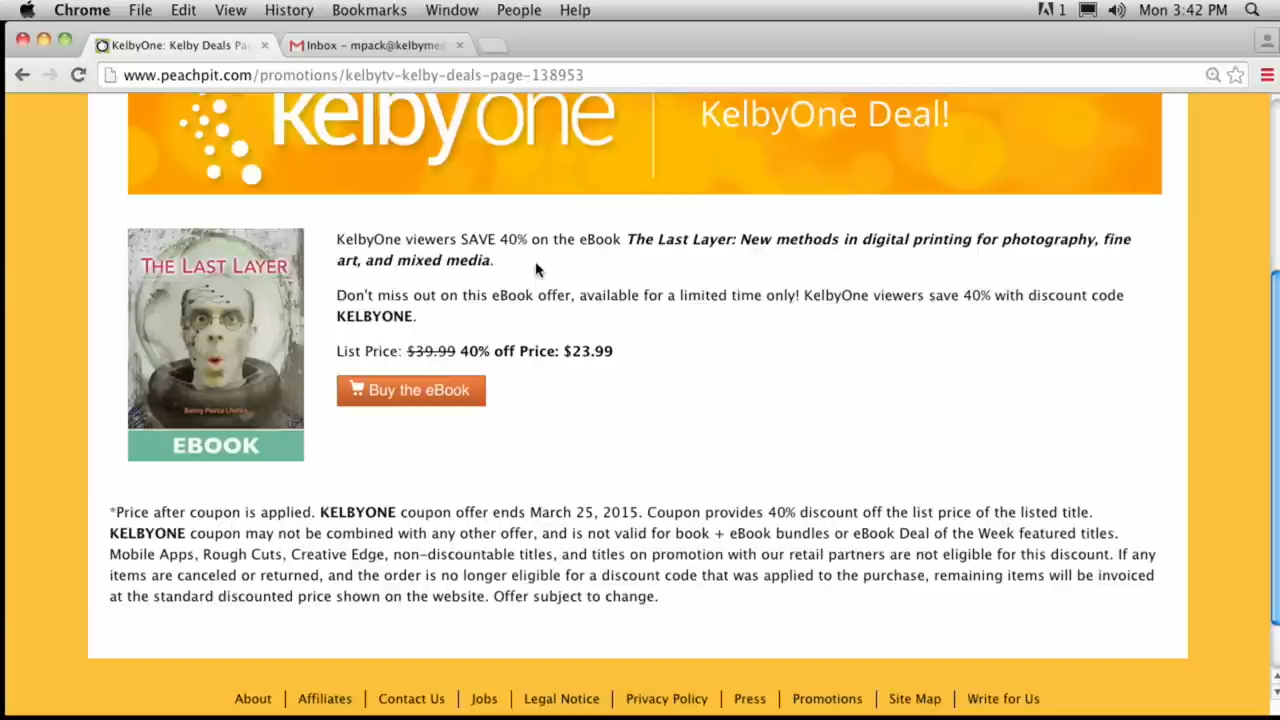 Chrome File Edit View History Bookmarks Window People Help 1 Mon 3:42 PM
KelbyOne: Kelby Deals Pa Inbox – mpack@kelbyme
www.peachpit.com/promotions/kelbytv-kelby-deals-page-138953
kelbyone KelbyOne Deal!
KelbyOne viewers SAVE 40% on the eBook The Last Layer: New methods in digital printing for photography, fine
art, and mixed media.
THE LAST LAYER
Don't miss out on this eBook offer, available for a limited time only! KelbyOne viewers save 40% with discount code
KELBYONE.
List Price: $39.99 40% off Price: $23.99
Buy the eBook
EBOOK
*Price after coupon is applied. KELBYONE coupon offer ends March 25, 2015. Coupon provides 40% discount off the list price of the listed title.
KELBYONE coupon may not be combined with any other offer, and is not valid for book + eBook bundles or eBook Deal of the Week featured titles.
Mobile Apps, Rough Cuts, Creative Edge, non-discountable titles, and titles on promotion with our retail partners are not eligible for this discount. If any
items are canceled or returned, and the order is no longer eligible for a discount code that was applied to the purchase, remaining items will be invoiced
at the standard discounted price shown on the website. Offer subject to change.
About | Affiliates | Contact Us | Jobs | Legal Notice | Privacy Policy | Press | Promotions | Site Map | Write for Us